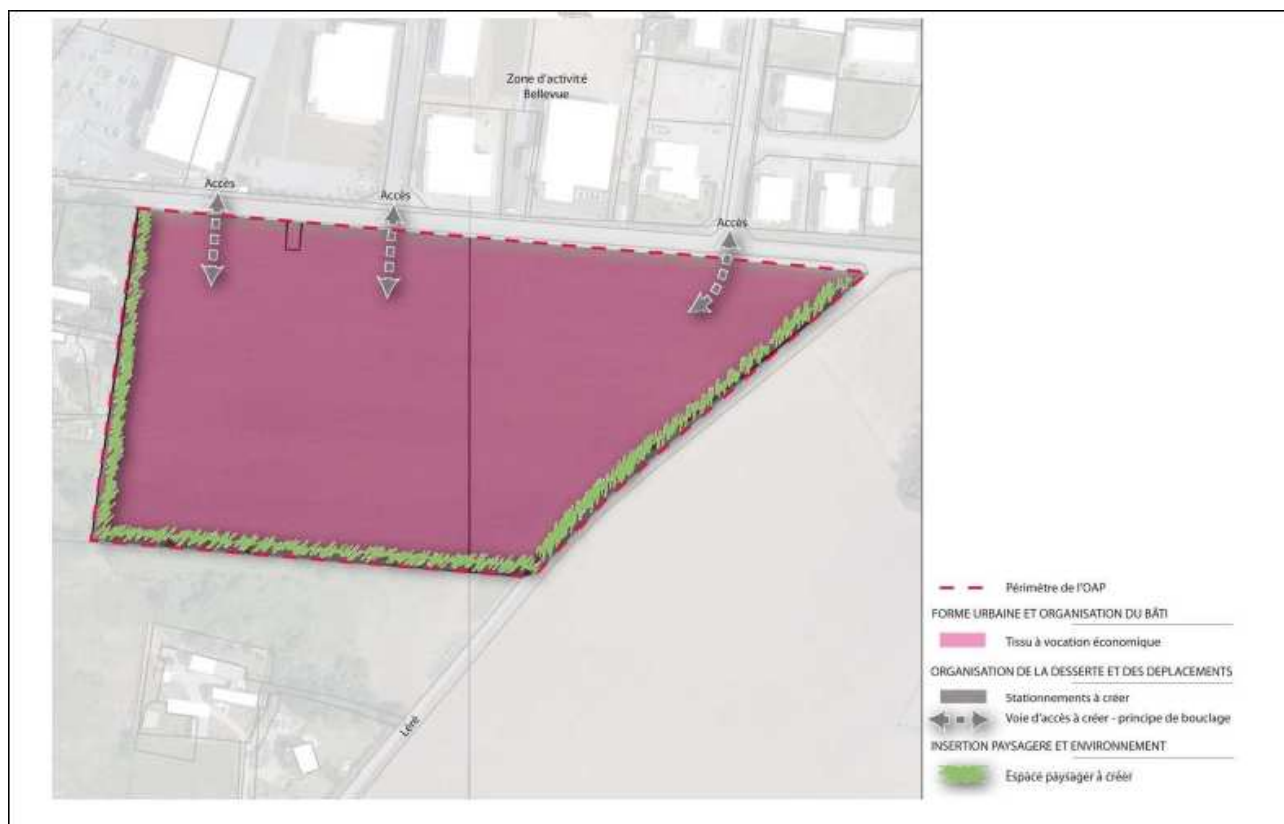 Zone d'activité
Bellevue
Accès
Accès
Accès
Léré
Périmètre de l'OAP
FORME URBAINE ET ORGANISATION DU BÂTI
Tissu à vocation économique
ORGANISATION DE LA DESSERTE ET DES DEPLACEMENTS
Stationnements à créer
Voie d'accès à créer - principe de bouclage
INSERTION PAYSAGERE ET ENVIRONNEMENT
Espace paysager à créer